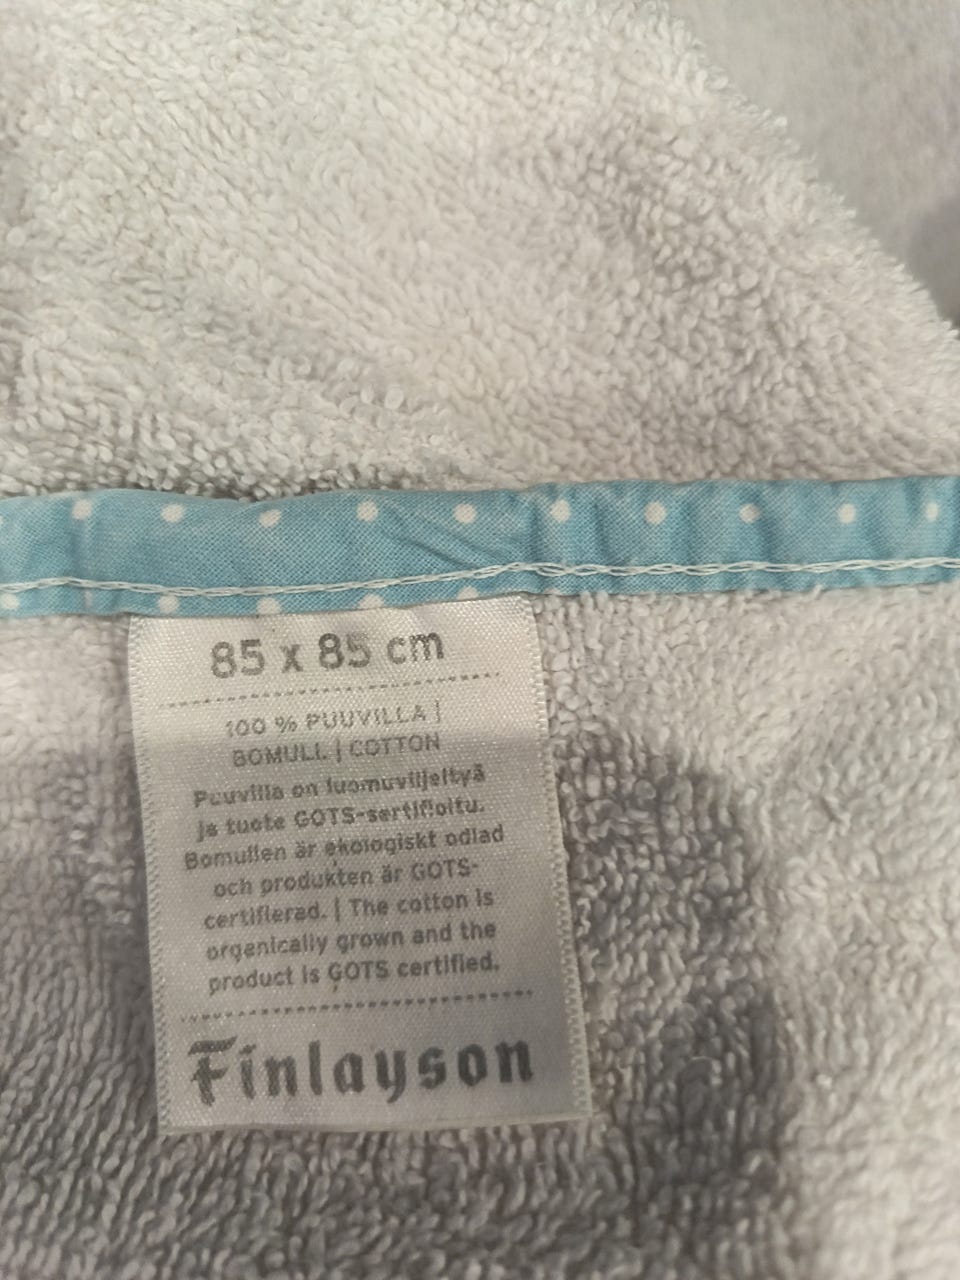 85 x 85 cm
100 % PUUVILLA |
BOMULL | COTTON
Puuvilla on luomuviljeltyä
ja tuote GOTS-sertifioitu.
Bomullen är ekologiskt odlad
och produkten är GOTS-
certifierad. | The cotton is
organically grown and the
product is GOTS certified.
Finlayson